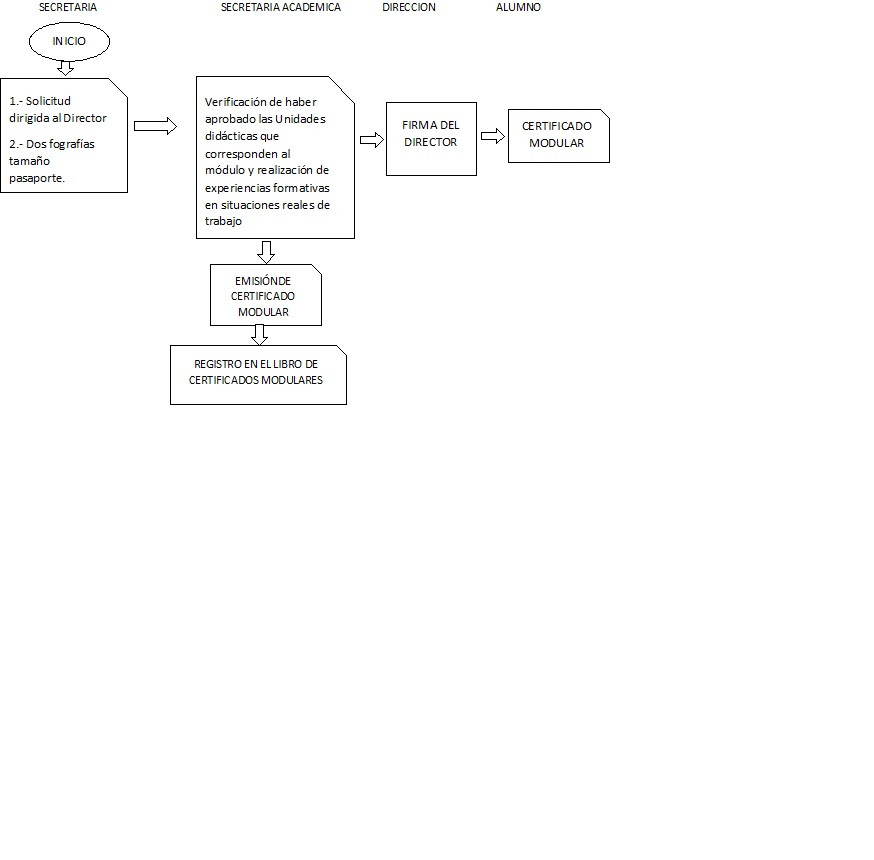 SECRETARIA
SECRETARIA ACADEMICA
DIRECCION
ALUMNO
INICIO
1.- Solicitud
dirigida al Director
2.- Dos fografías
tamaño
pasaporte.
Verificación de haber
aprobado las Unidades
didácticas que
corresponden al
módulo y realización de
experiencias formativas
en situaciones reales de
trabajo
FIRMA DEL
DIRECTOR
CERTIFICADO
MODULAR
EMISIÓNDE
CERTIFICADO
MODULAR
REGISTRO EN EL LIBRO DE
CERTIFICADOS MODULARES